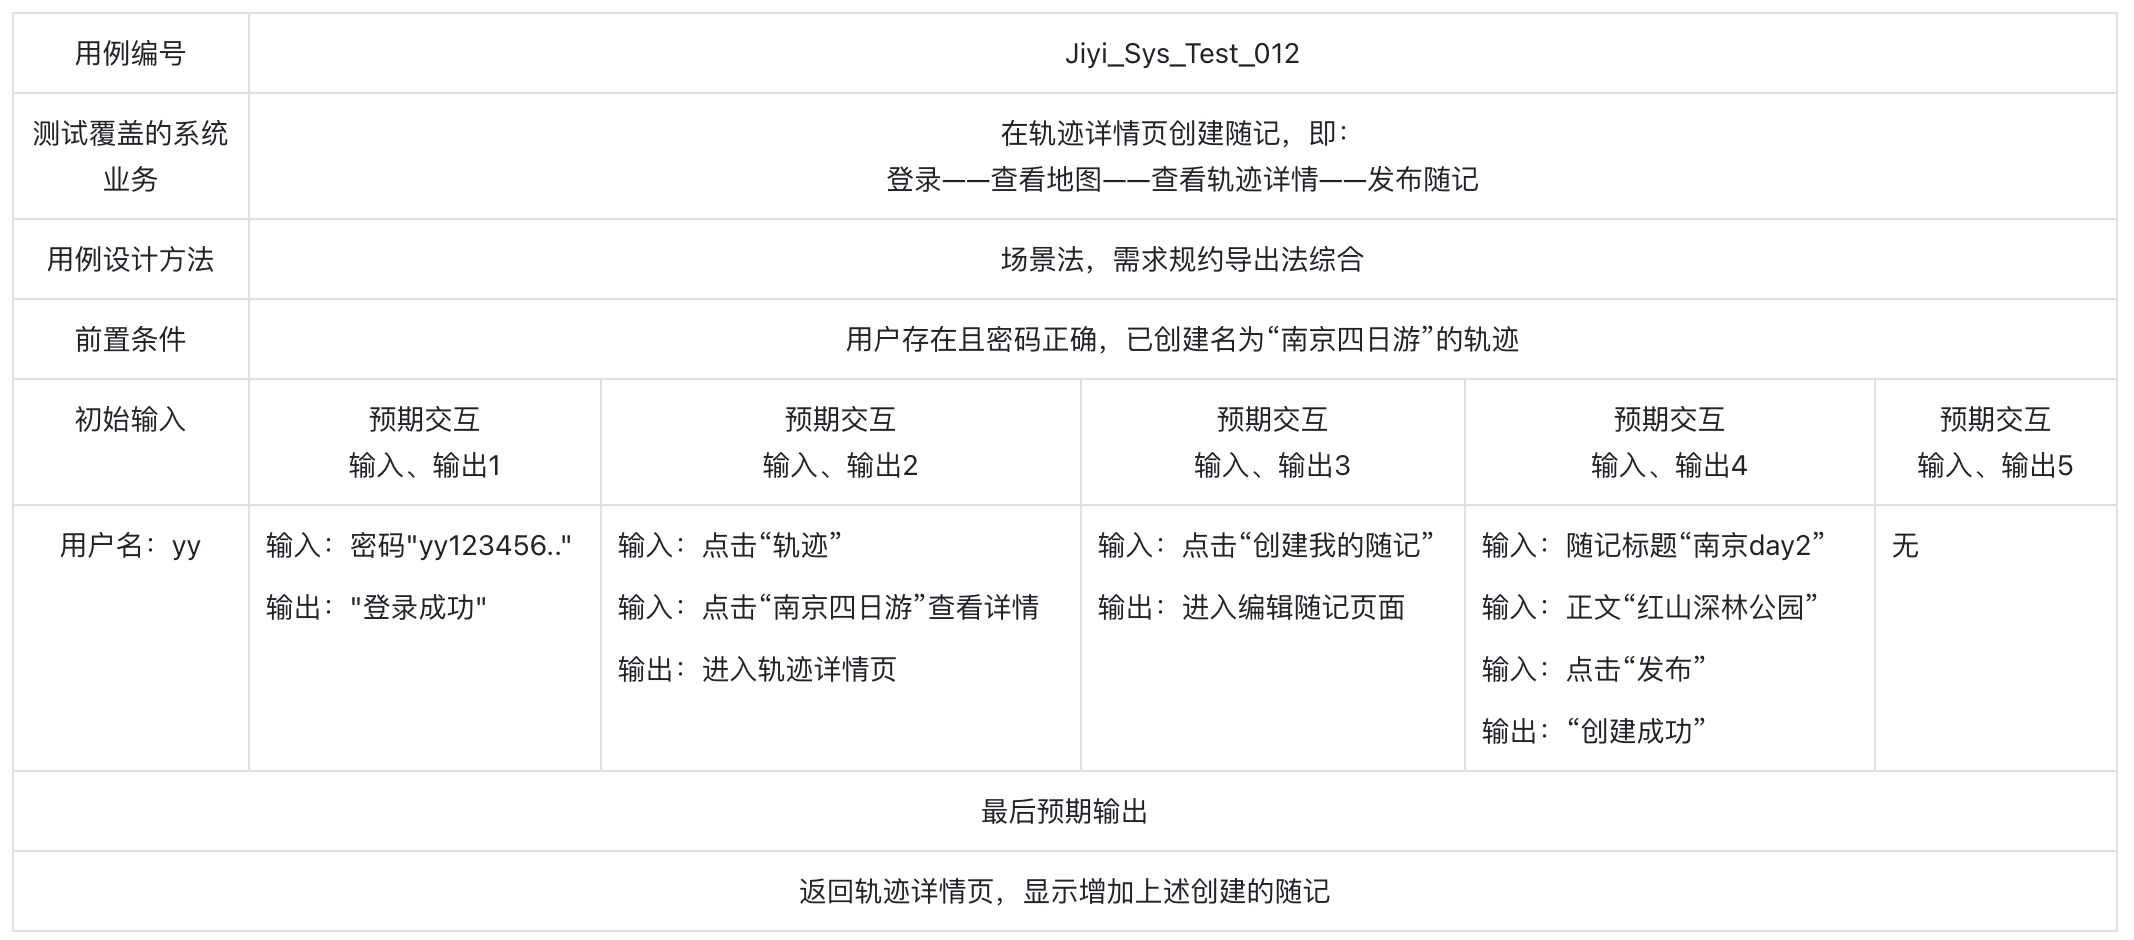 用例编号
Jiyi_Sys_Test_012
测试覆盖的系统
业务
在轨迹详情页创建随记，即：
登录——查看地图——查看轨迹详情——发布随记
用例设计方法
场景法，需求规约导出法综合
前置条件
用户存在且密码正确，已创建名为“南京四日游”的轨迹
初始输入
预期交互
输入、输出1
预期交互
输入、输出2
预期交互
输入、输出3
预期交互
输入、输出4
预期交互
输入、输出5
用户名：yy
输入：密码"yy123456.."
输出："登录成功"
输入：点击“轨迹”
输入：点击“南京四日游”查看详情
输出：进入轨迹详情页
输入：点击“创建我的随记”
输出：进入编辑随记页面
输入：随记标题“南京day2”
输入：正文“红山深林公园”
输入：点击“发布”
输出：“创建成功”
无
最后预期输出
返回轨迹详情页，显示增加上述创建的随记